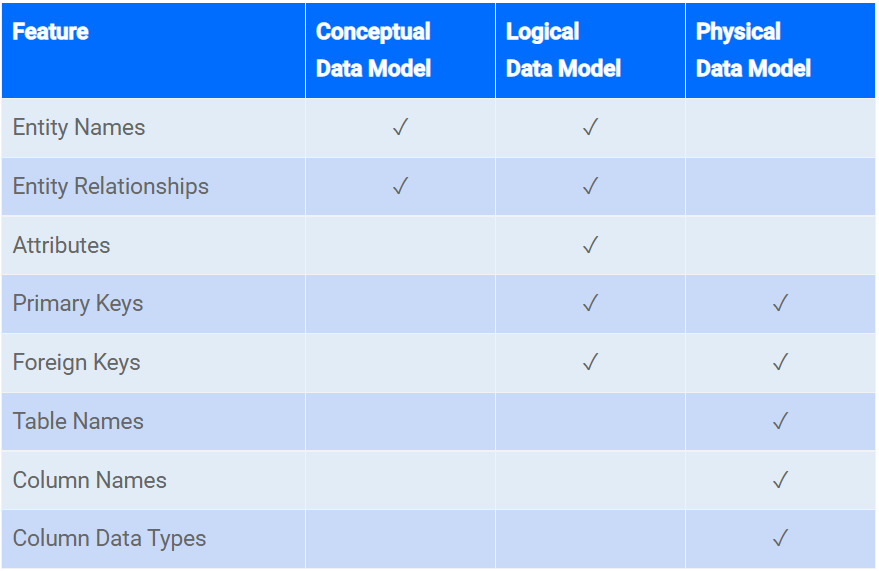 Feature Conceptual Data Model Logical Data Model Physical Data Model
Entity Names ✓ ✓
Entity Relationships ✓ ✓
Attributes ✓
Primary Keys ✓ ✓
Foreign Keys ✓ ✓
Table Names ✓
Column Names ✓
Column Data Types ✓